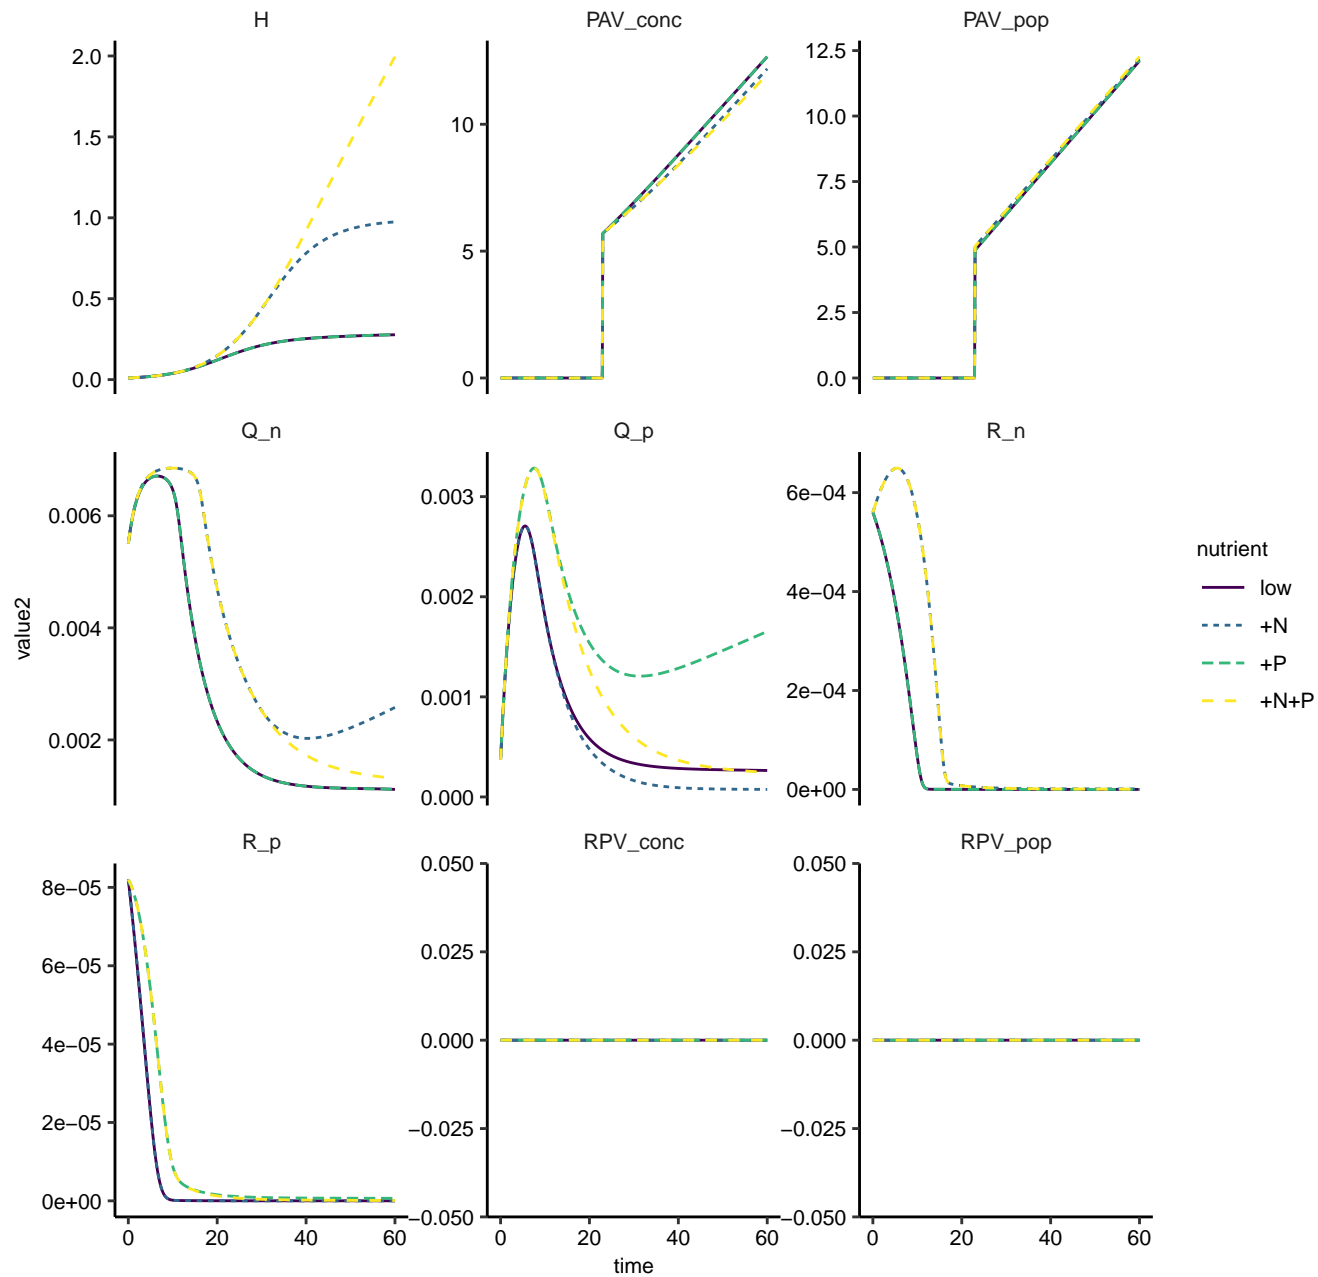 H
PAV_conc
PAV_pop
2.0
1.5
1.0
0.5
0.0
10
5
0
12.5
10.0
7.5
5.0
2.5
0.0
Q_n
Q_p
R_n
0.006
0.004
0.002
0.003
0.002
0.001
0.000
6e−04
4e−04
2e−04
0e+00
value2
nutrient
low
+N
+P
+N+P
R_p
RPV_conc
RPV_pop
8e−05
6e−05
4e−05
2e−05
0e+00
0.050
0.025
0.000
−0.025
−0.050
0.050
0.025
0.000
−0.025
−0.050
0 20 40 60
0 20 40 60
0 20 40 60
time